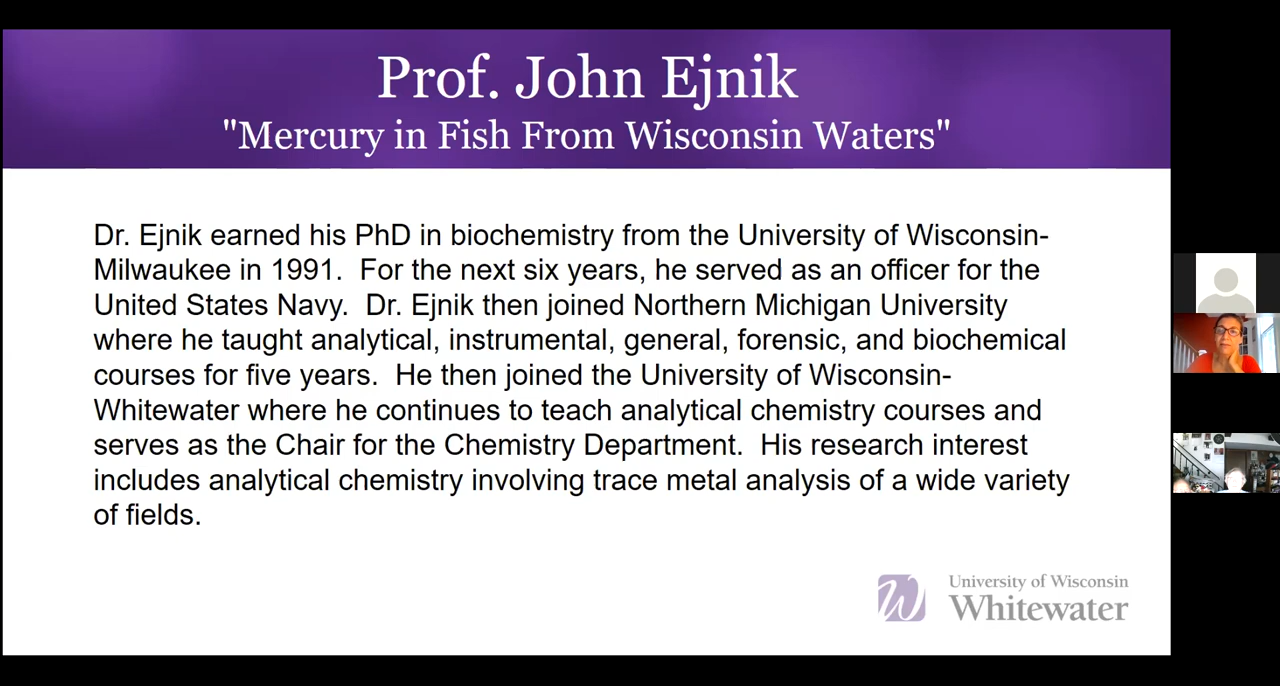 Prof. John Ejnik
"Mercury in Fish From Wisconsin Waters"
Dr. Ejnik earned his PhD in biochemistry from the University of Wisconsin-
Milwaukee in 1991.  For the next six years, he served as an officer for the
United States Navy.  Dr. Ejnik then joined Northern Michigan University
where he taught analytical, instrumental, general, forensic, and biochemical
courses for five years.  He then joined the University of Wisconsin-
Whitewater where he continues to teach analytical chemistry courses and
serves as the Chair for the Chemistry Department.  His research interest
includes analytical chemistry involving trace metal analysis of a wide variety
of fields.
W
University of Wisconsin
Whitewater